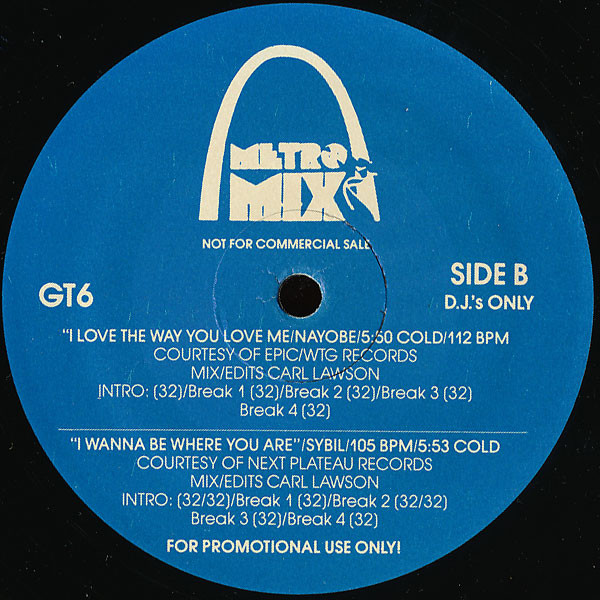 METRO
MIX
NOT FOR COMMERCIAL SALE
GT6
SIDE B
D.J.'s ONLY
"I LOVE THE WAY YOU LOVE ME/NAYOBE/5:50 COLD/112 BPM
COURTESY OF EPIC/WTG RECORDS
MIX/EDITS CARL LAWSON
INTRO: (32)/Break 1 (32)/Break 2 (32)/Break 3 (32)
Break 4 (32)
"I WANNA BE WHERE YOU ARE"/SYBIL/105 BPM/5:53 COLD
COURTESY OF NEXT PLATEAU RECORDS
MIX/EDITS CARL LAWSON
INTRO: (32/32)/Break 1 (32)/Break 2 (32/32)
Break 3 (32)/Break 4 (32)
FOR PROMOTIONAL USE ONLY!